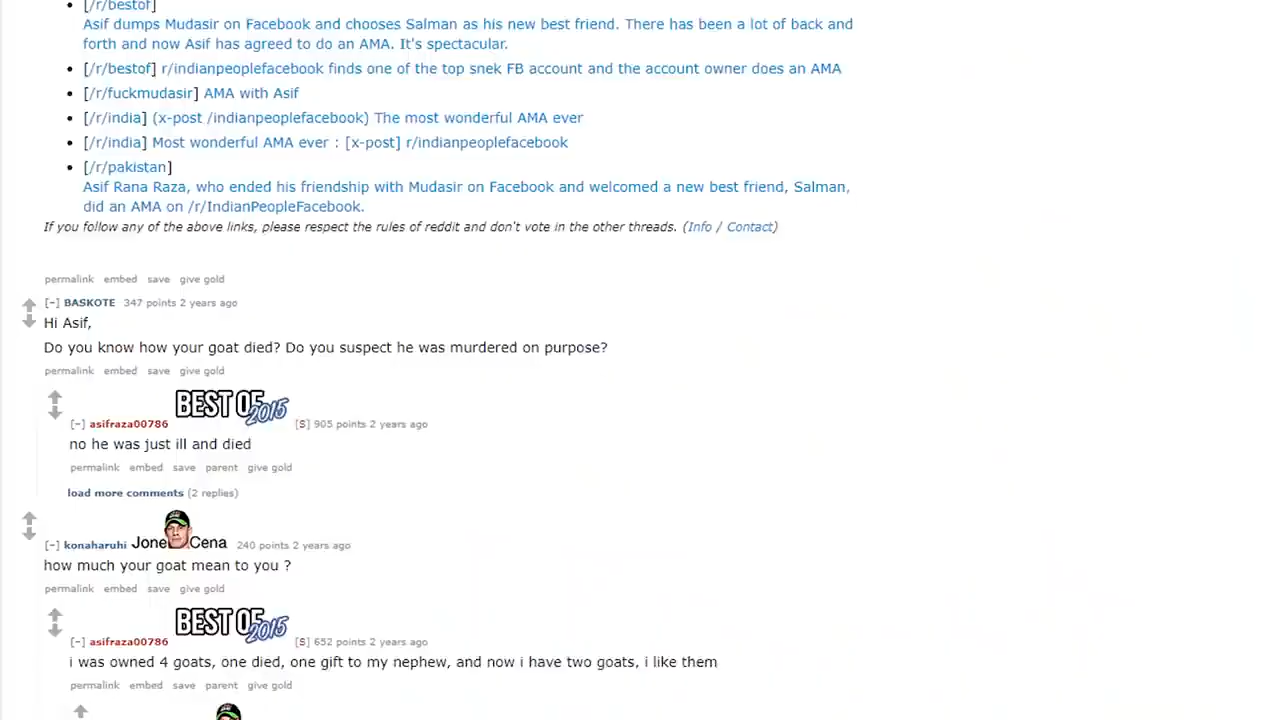 [/r/bestof]
Asif dumps Mudasir on Facebook and chooses Salman as his new best friend. There has been a lot of back and
forth and now Asif has agreed to do an AMA. It's spectacular.
[/r/bestof] r/indianpeoplefacebook finds one of the top snek FB account and the account owner does an AMA
[/r/fuckmudasir] AMA with Asif
[/r/india] (x-post /indianpeoplefacebook) The most wonderful AMA ever
[/r/india] Most wonderful AMA ever : [x-post] r/indianpeoplefacebook
[/r/pakistan]
Asif Rana Raza, who ended his friendship with Mudasir on Facebook and welcomed a new best friend, Salman,
did an AMA on /r/IndianPeopleFacebook.
If you follow any of the above links, please respect the rules of reddit and don't vote in the other threads. (Info / Contact)
permalink embed save give gold
[–] BASKOTE 347 points 2 years ago
Hi Asif,
Do you know how your goat died? Do you suspect he was murdered on purpose?
permalink embed save give gold
BEST OF 2015
[–] asifraza00786 [S] 905 points 2 years ago
no he was just ill and died
permalink embed save parent give gold
load more comments (2 replies)
[–] konaharuhi Jone Cena 240 points 2 years ago
how much your goat mean to you ?
permalink embed save give gold
BEST OF 2015
[–] asifraza00786 [S] 652 points 2 years ago
i was owned 4 goats, one died, one gift to my nephew, and now i have two goats, i like them
permalink embed save parent give gold